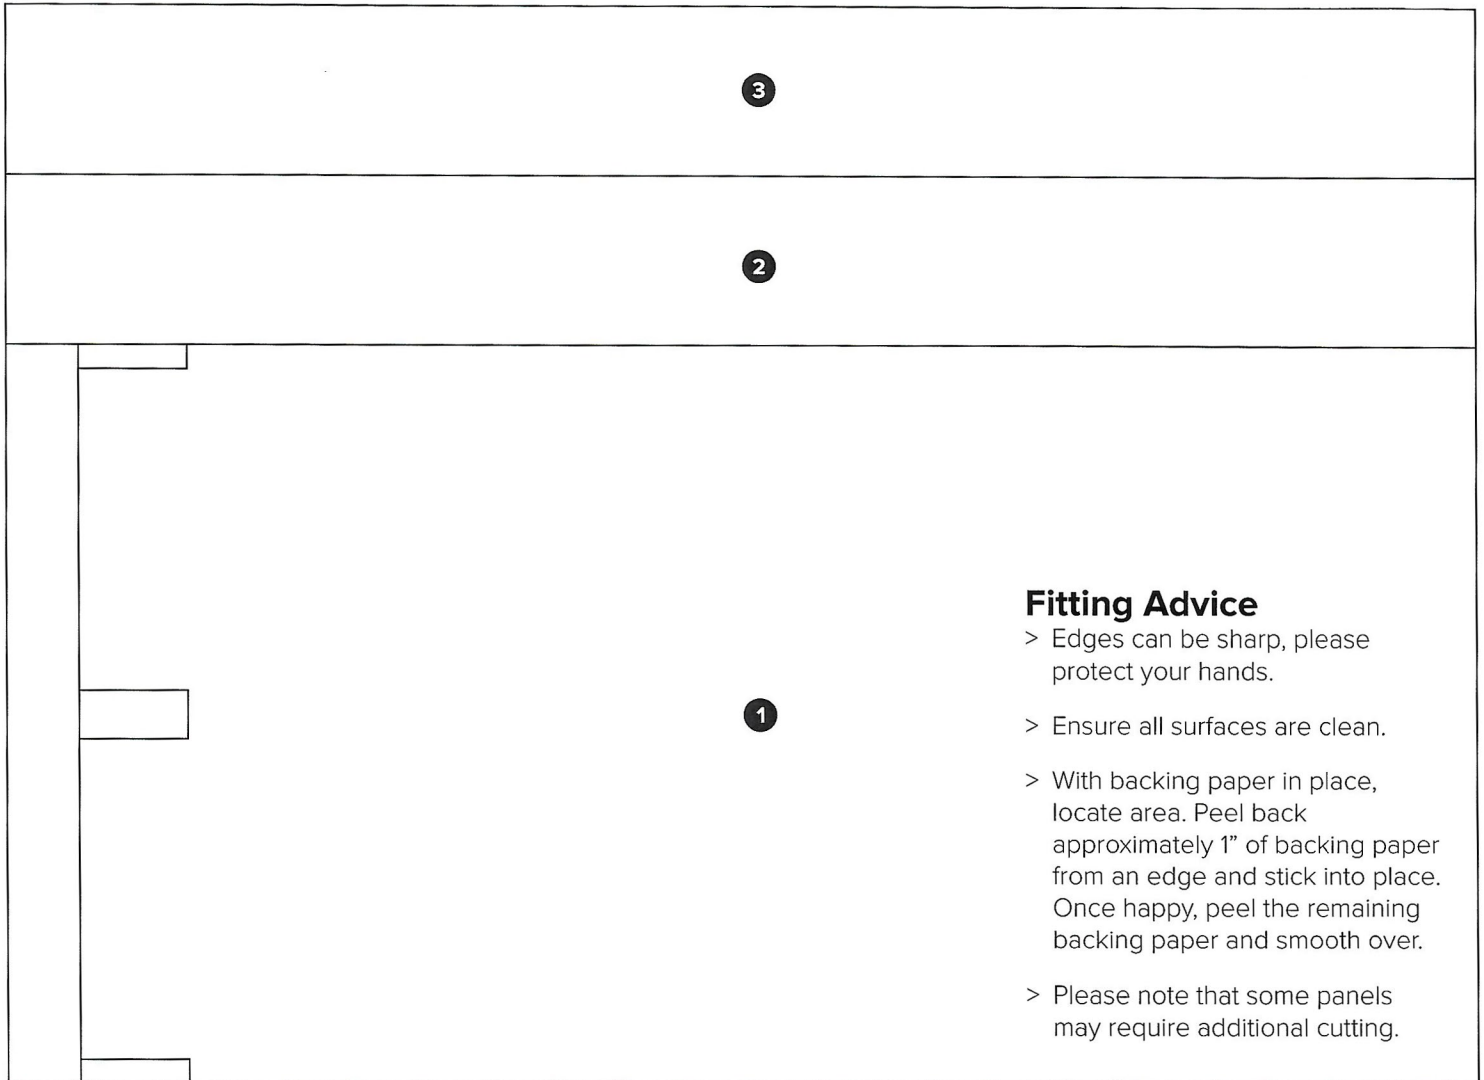 3
2
1
Fitting Advice
> Edges can be sharp, please
protect your hands.
> Ensure all surfaces are clean.
> With backing paper in place,
locate area. Peel back
approximately 1” of backing paper
from an edge and stick into place.
Once happy, peel the remaining
backing paper and smooth over.
> Please note that some panels
may require additional cutting.